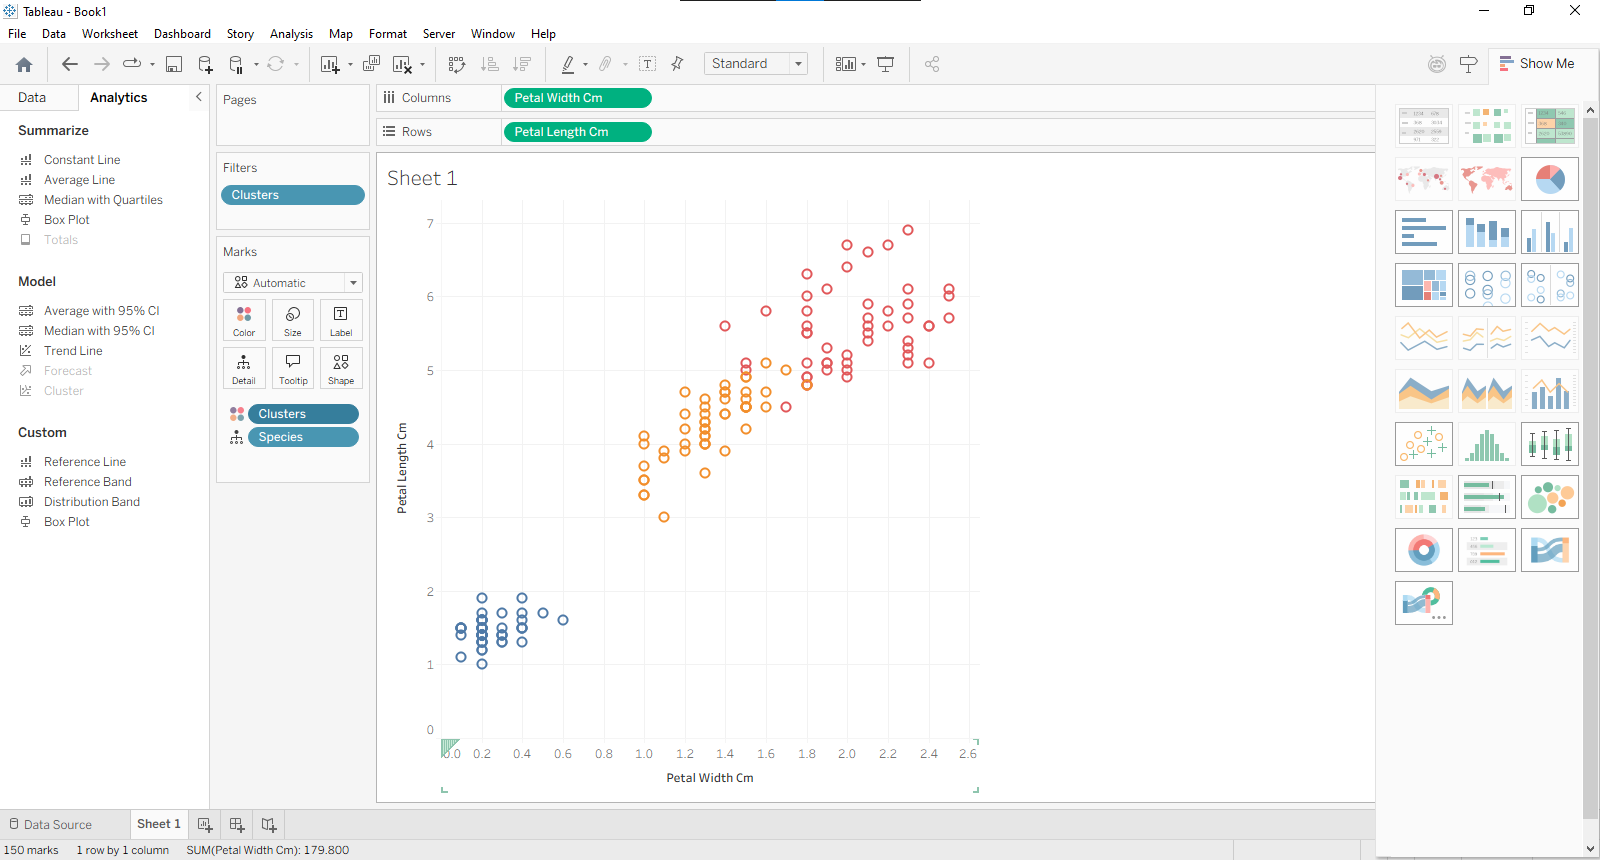 Tableau - Book1
File Data Worksheet Dashboard Story Analysis Map Format Server Window Help
Standard
Show Me
Data Analytics
Summarize
Constant Line
Average Line
Median with Quartiles
Box Plot
Totals
Model
Average with 95% CI
Median with 95% CI
Trend Line
Forecast
Cluster
Custom
Reference Line
Reference Band
Distribution Band
Box Plot
Pages
Filters
Clusters
Marks
Automatic
Color Size Label
Detail Tooltip Shape
Clusters
Species
Columns Petal Width Cm
Rows Petal Length Cm
Sheet 1
7
6
5
4
3
2
1
0
Petal Length Cm
0.0 0.2 0.4 0.6 0.8 1.0 1.2 1.4 1.6 1.8 2.0 2.2 2.4 2.6
Petal Width Cm
Data Source Sheet 1
150 marks 1 row by 1 column SUM(Petal Width Cm): 179.800